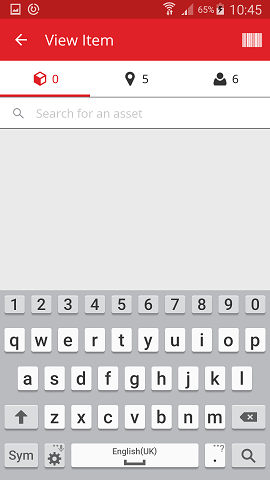 65% 10:45
View Item
0 5 6
Search for an asset
1 2 3 4 5 6 7 8 9 0
q w e r t y u i o p
a s d f g h j k l
z x c v b n m
Sym English(UK) . ?